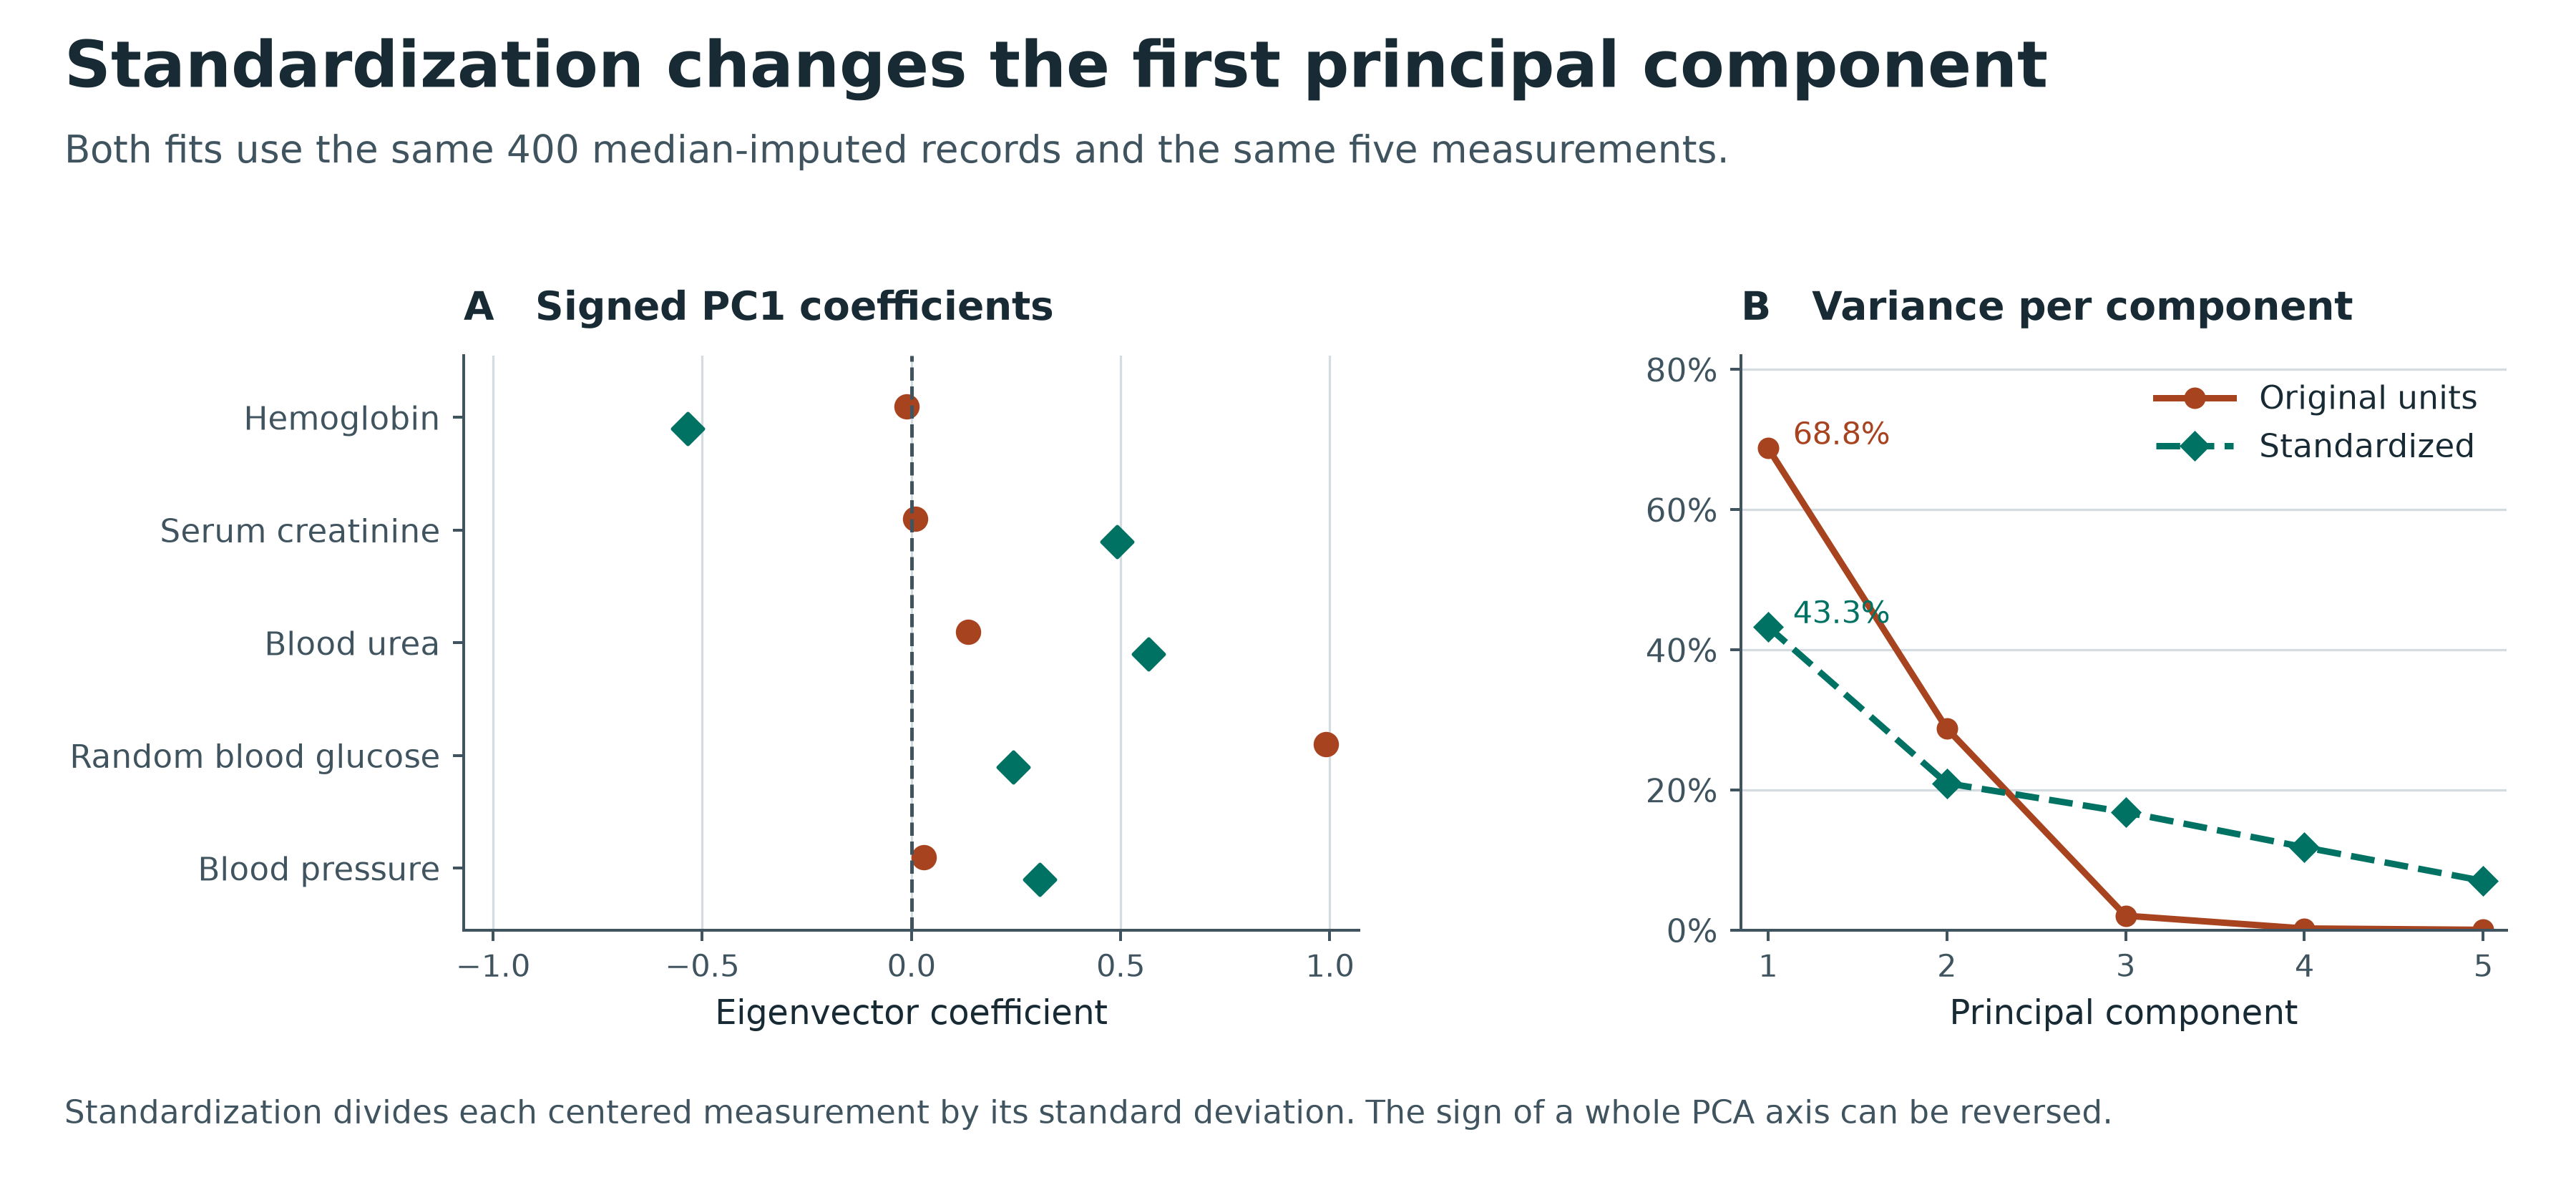 Standardization changes the first principal component
Both fits use the same 400 median-imputed records and the same five measurements.
A Signed PC1 coefficients
Hemoglobin
Serum creatinine
Blood urea
Random blood glucose
Blood pressure
−1.0 −0.5 0.0 0.5 1.0
Eigenvector coefficient
B Variance per component
80%
60%
40%
20%
0%
68.8%
43.3%
Original units
Standardized
1 2 3 4 5
Principal component
Standardization divides each centered measurement by its standard deviation. The sign of a whole PCA axis can be reversed.